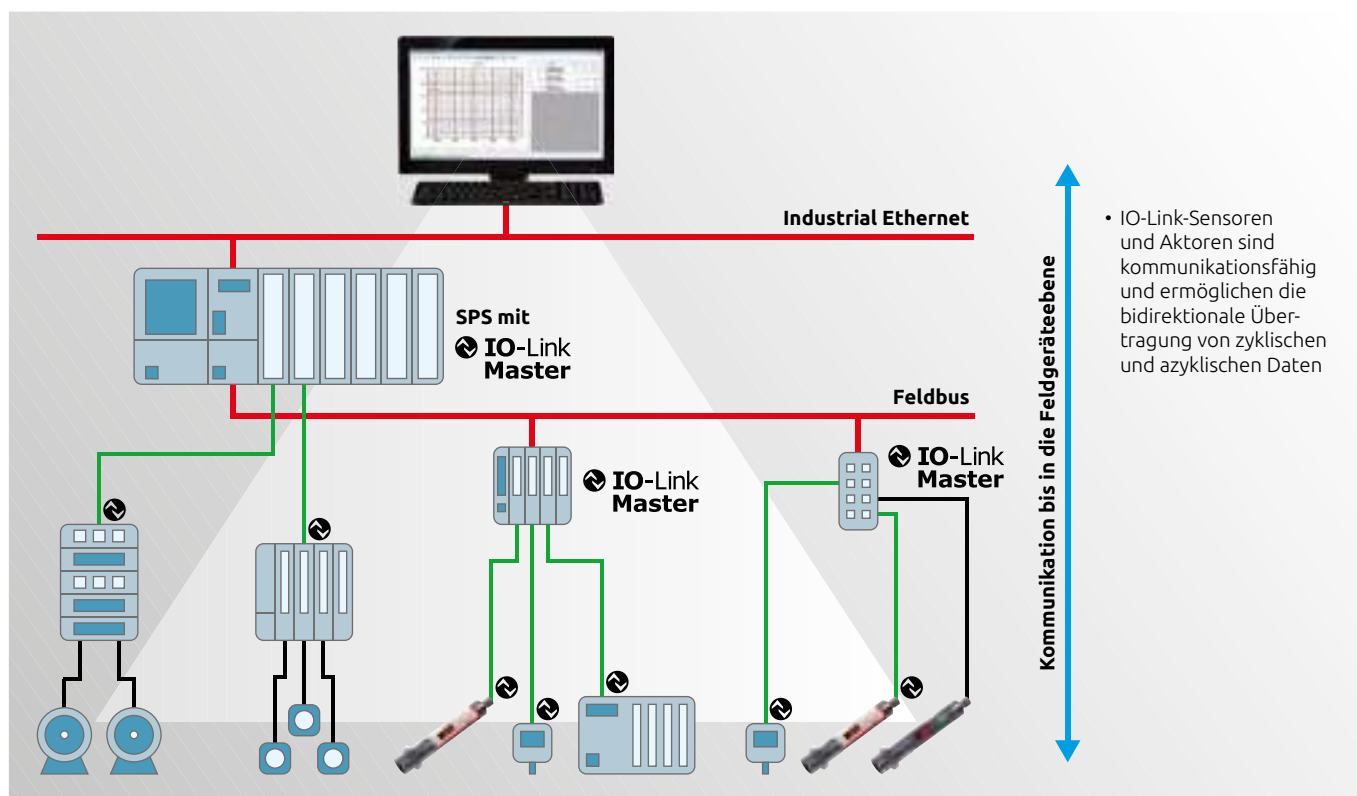 Industrial Ethernet
SPS mit
IO-Link
Master
Feldbus
IO-Link
Master
IO-Link
Master
Kommunikation bis in die Feldgeräteebene
• IO-Link-Sensoren
und Aktoren sind
kommunikationsfähig
und ermöglichen die
bidirektionale Über-
tragung von zyklischen
und azyklischen Daten